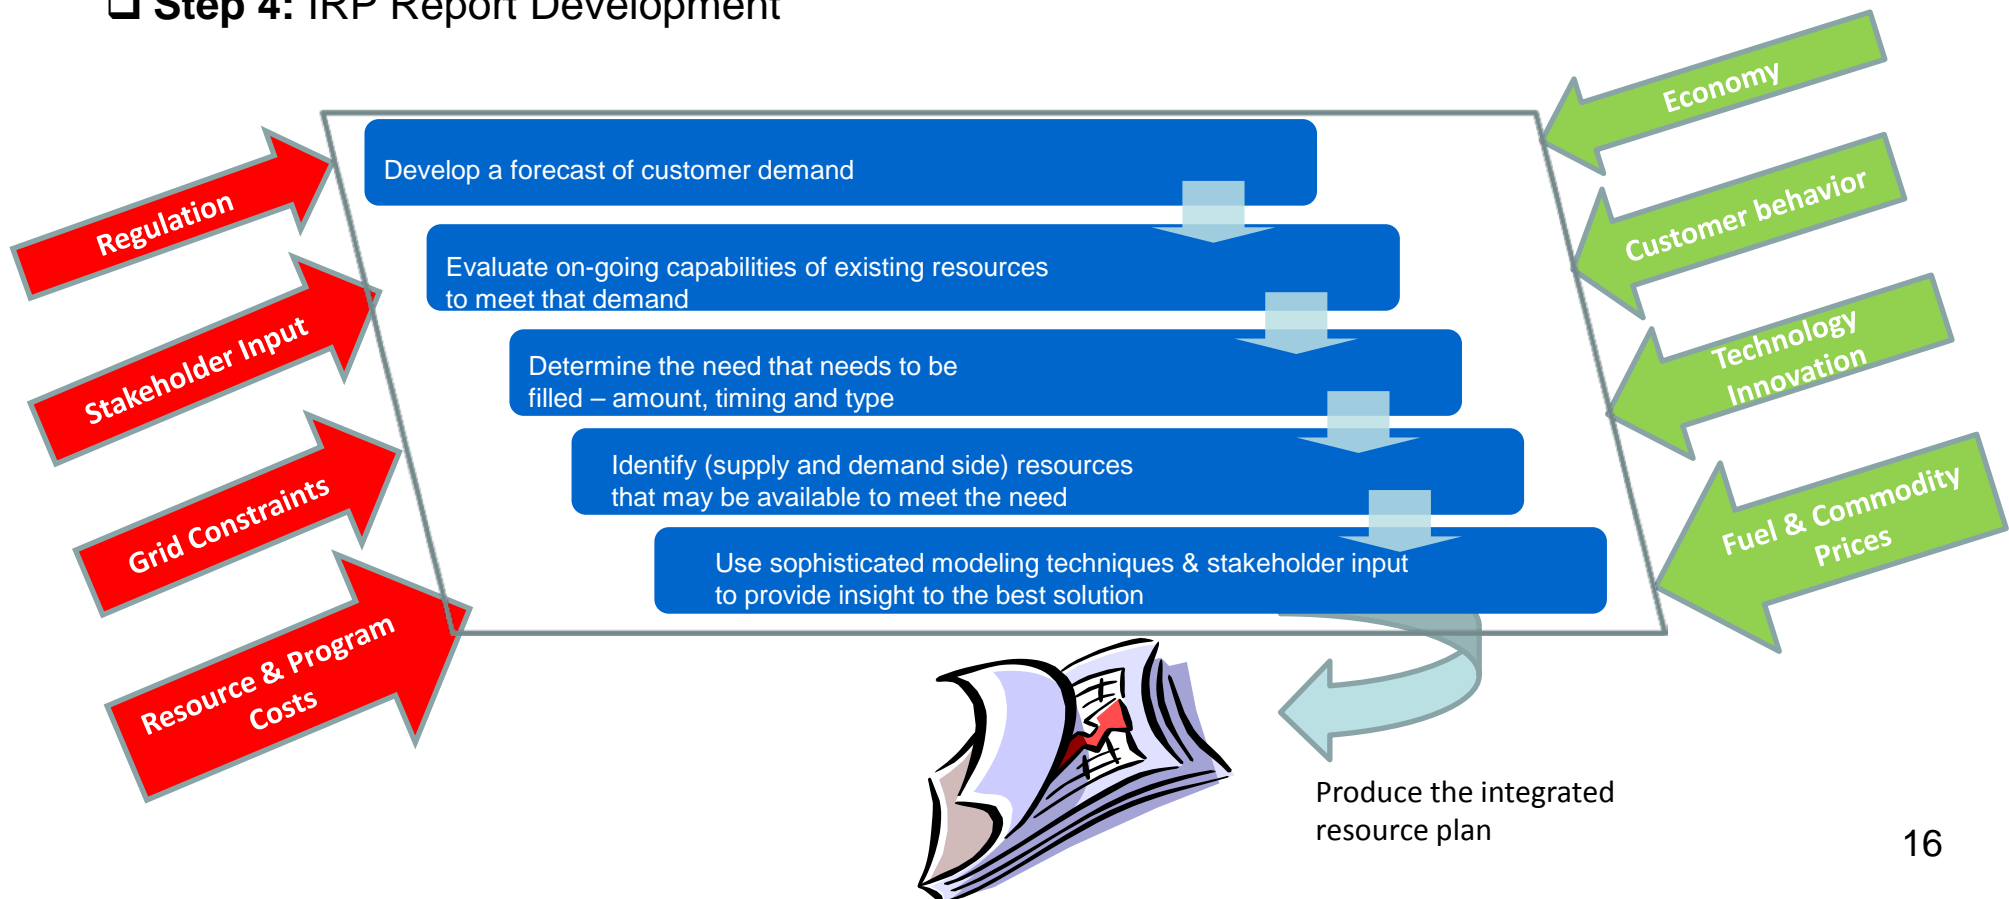 Step 4: IRP Report Development
Economy
Develop a forecast of customer demand
Regulation
Customer behavior
Evaluate on-going capabilities of existing resources
to meet that demand
Stakeholder Input
Technology
Innovation
Determine the need that needs to be
filled – amount, timing and type
Grid Constraints
Identify (supply and demand side) resources
that may be available to meet the need
Fuel & Commodity
Prices
Use sophisticated modeling techniques & stakeholder input
to provide insight to the best solution
Resource & Program
Costs
Produce the integrated
resource plan
16